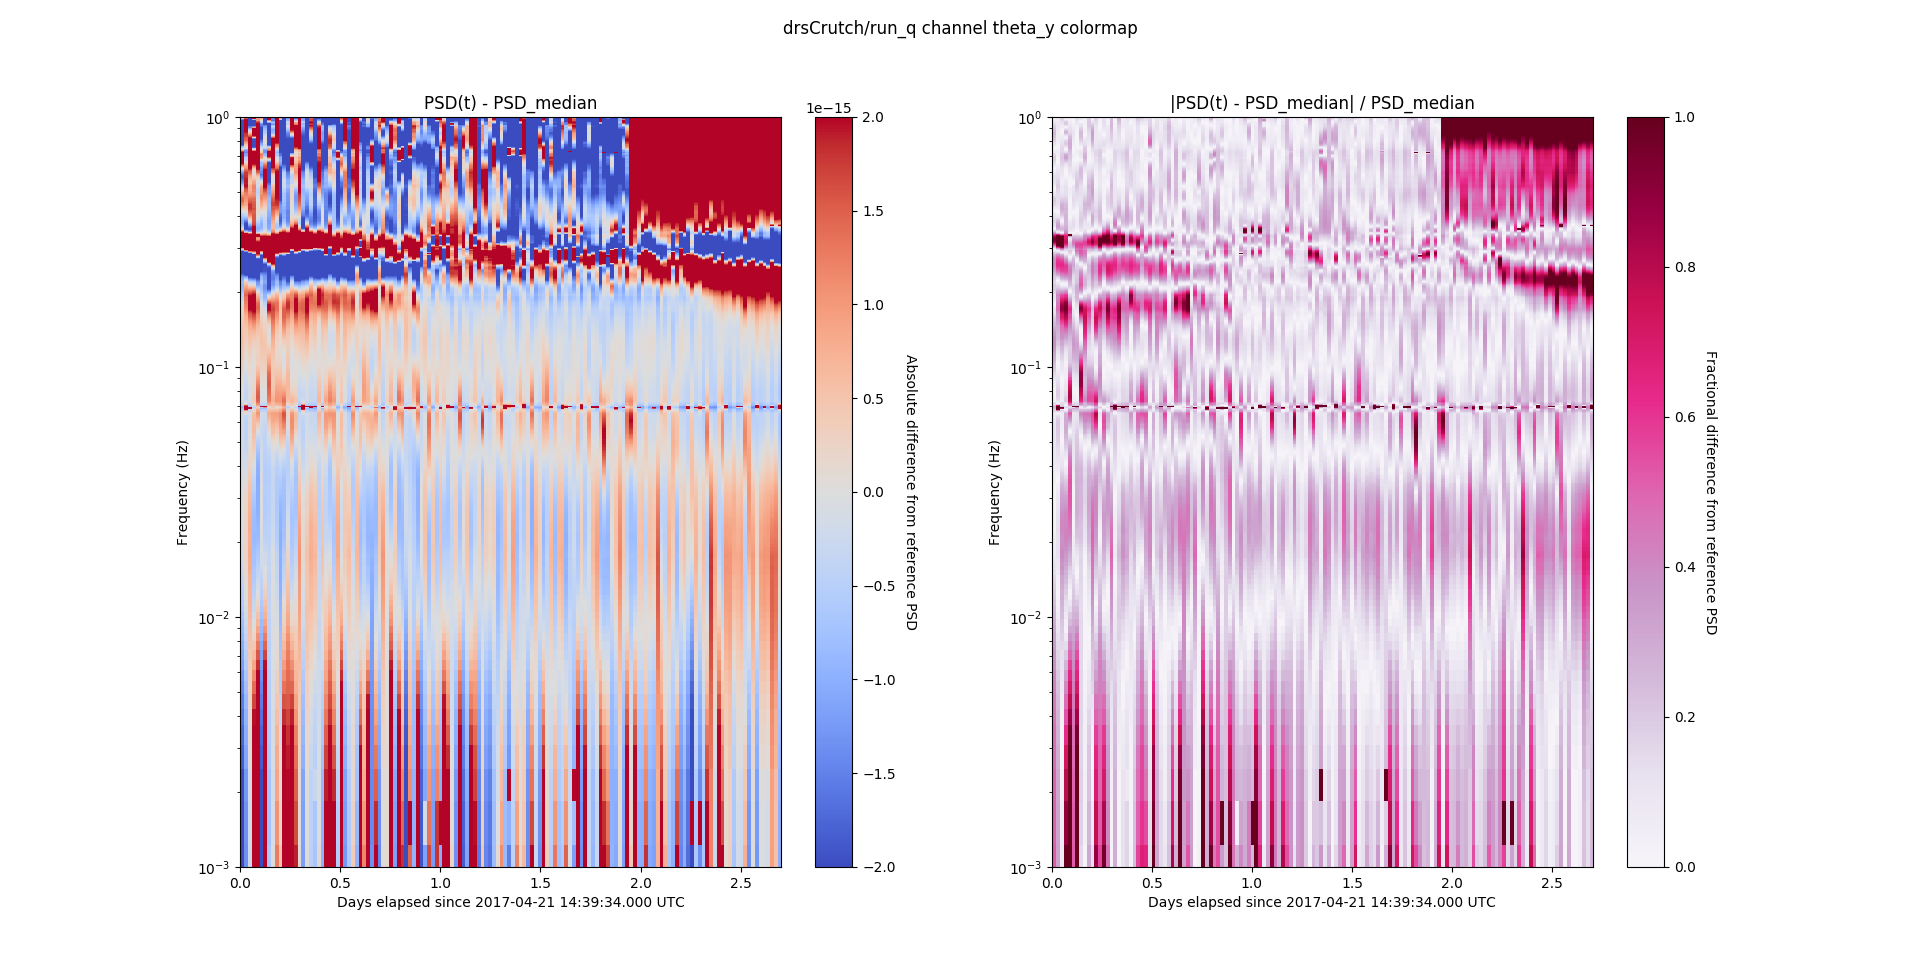 drsCrutch/run_q channel theta_y colormap
PSD(t) - PSD_median
1e−15
Frequency (Hz)
10⁰
10⁻¹
10⁻²
10⁻³
0.0 0.5 1.0 1.5 2.0 2.5
Days elapsed since 2017-04-21 14:39:34.000 UTC
2.0
1.5
1.0
0.5
0.0
−0.5
−1.0
−1.5
−2.0
Absolute difference from reference PSD
|PSD(t) - PSD_median| / PSD_median
Frequency (Hz)
10⁰
10⁻¹
10⁻²
10⁻³
0.0 0.5 1.0 1.5 2.0 2.5
Days elapsed since 2017-04-21 14:39:34.000 UTC
1.0
0.8
0.6
0.4
0.2
0.0
Fractional difference from reference PSD